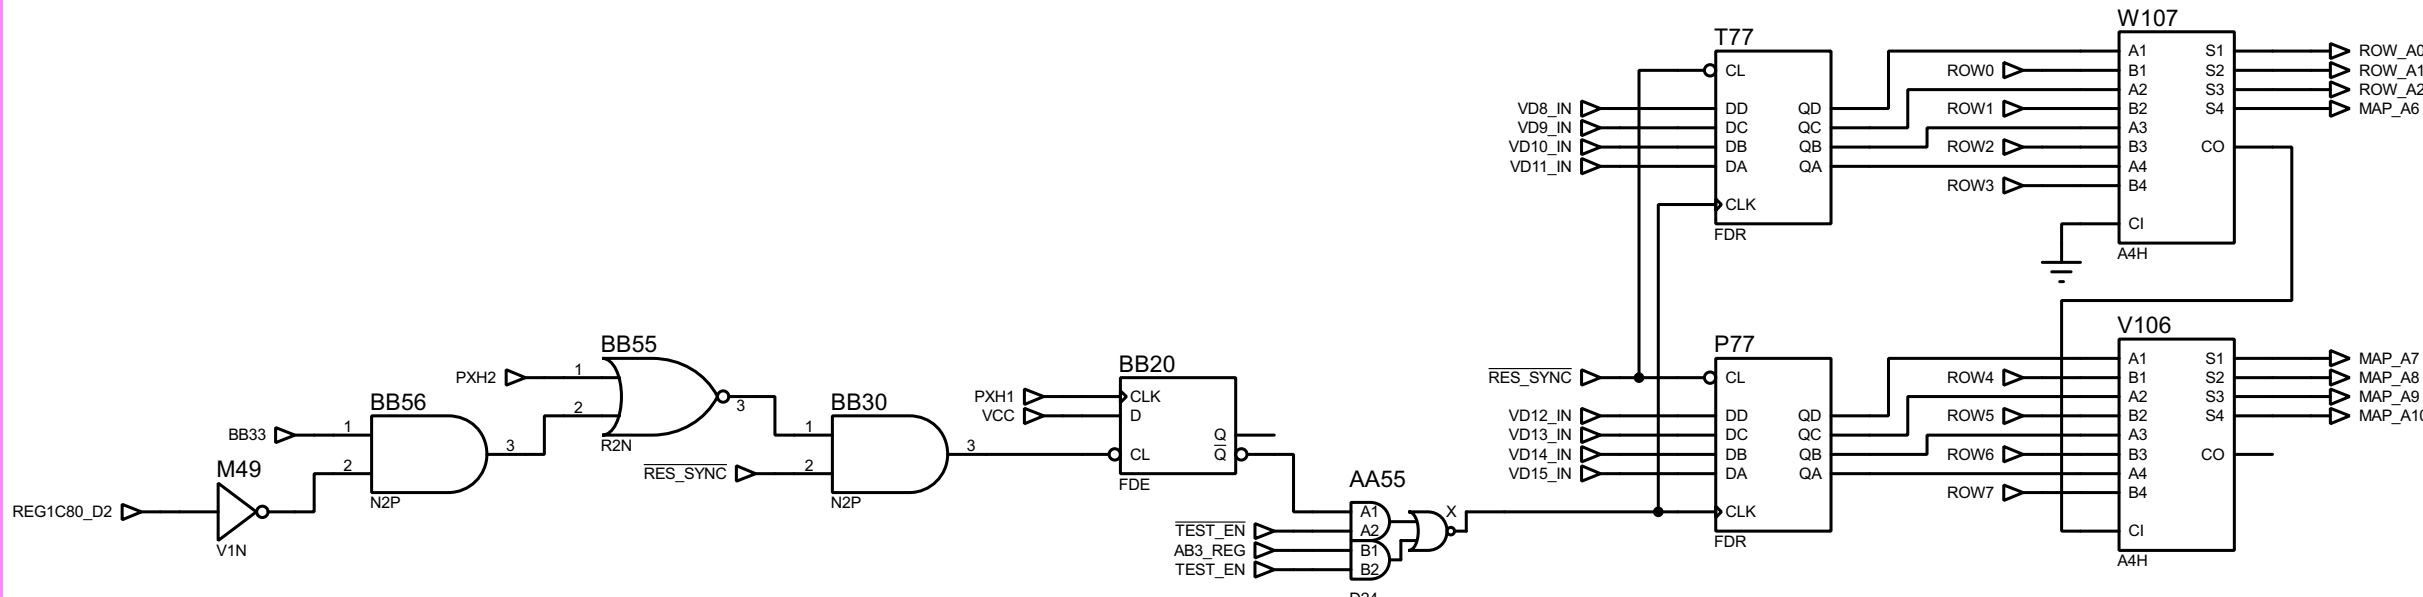 BB33
REG1C80_D2
M49
V1N
1
2
BB56
3
N2P
PXH2
1
2
BB55
3
R2N
RES_SYNC
1
2
BB30
3
N2P
PXH1
VCC
BB20
CLK
D
Q
CL
Q
FDE
TEST_EN
AB3_REG
TEST_EN
AA55
A1
A2
B1
B2
X
T77
CL
VD8_IN
DD
QD
VD9_IN
DC
QC
VD10_IN
DB
QB
VD11_IN
DA
QA
CLK
FDR
W107
A1
S1
ROW_A0
ROW0
B1
S2
ROW_A1
A2
S3
ROW_A2
ROW1
B2
S4
MAP_A6
A3
ROW2
B3
CO
A4
ROW3
B4
CI
A4H
P77
RES_SYNC
CL
VD12_IN
DD
QD
VD13_IN
DC
QC
VD14_IN
DB
QB
VD15_IN
DA
QA
CLK
FDR
V106
A1
S1
MAP_A7
ROW4
B1
S2
MAP_A8
A2
S3
MAP_A9
ROW5
B2
S4
MAP_A10
A3
ROW6
B3
CO
A4
ROW7
B4
CI
A4H